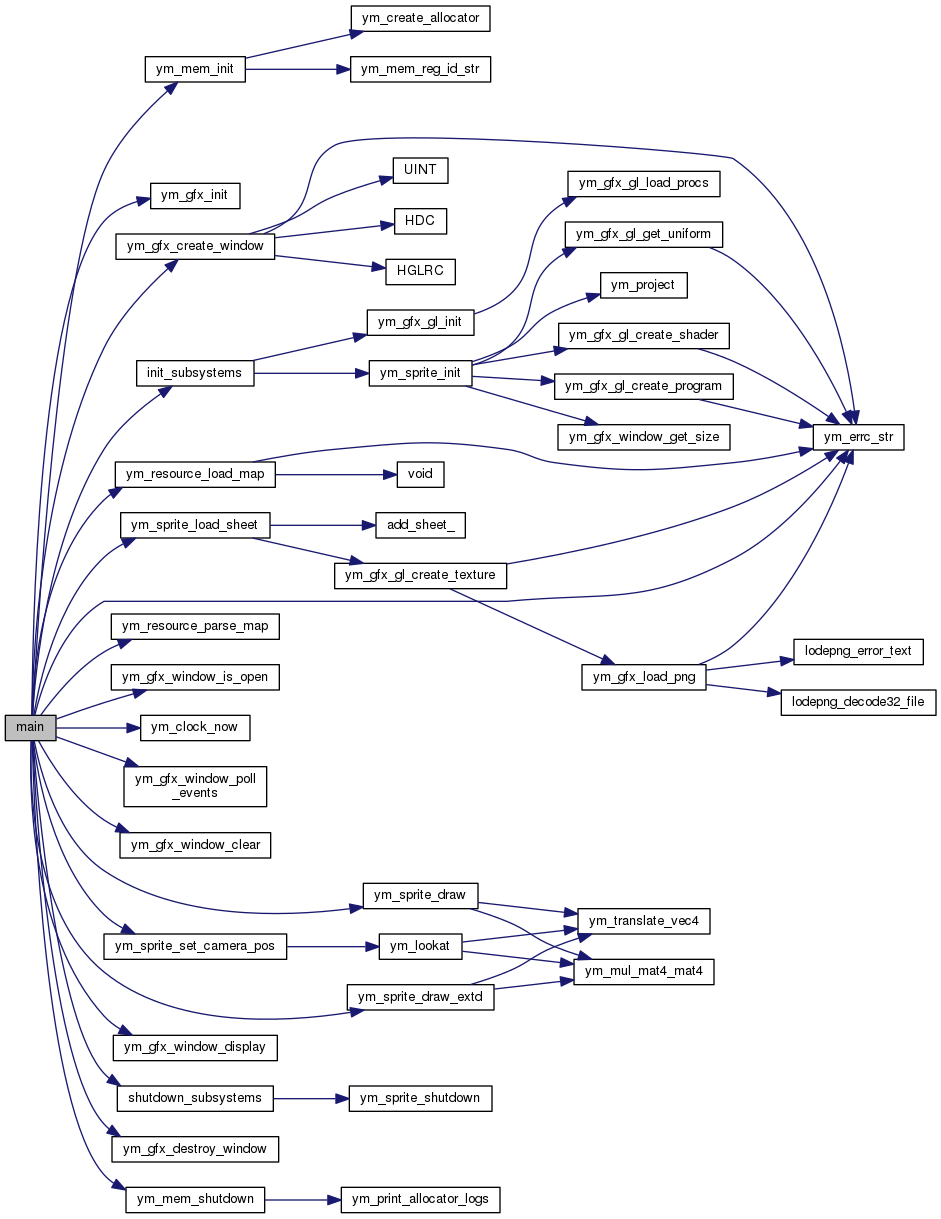 ym_create_allocator
ym_mem_init
ym_mem_reg_id_str
UINT
ym_gfx_gl_load_procs
ym_gfx_init
HDC
ym_gfx_gl_get_uniform
ym_gfx_create_window
HGLRC
ym_project
ym_gfx_gl_init
ym_gfx_gl_create_shader
init_subsystems
ym_sprite_init
ym_gfx_gl_create_program
ym_gfx_window_get_size
ym_errc_str
ym_resource_load_map
void
ym_sprite_load_sheet
add_sheet_
ym_gfx_gl_create_texture
ym_resource_parse_map
lodepng_error_text
ym_gfx_window_is_open
ym_gfx_load_png
lodepng_decode32_file
main
ym_clock_now
ym_gfx_window_poll
_events
ym_gfx_window_clear
ym_sprite_draw
ym_translate_vec4
ym_sprite_set_camera_pos
ym_lookat
ym_mul_mat4_mat4
ym_sprite_draw_extd
ym_gfx_window_display
shutdown_subsystems
ym_sprite_shutdown
ym_gfx_destroy_window
ym_mem_shutdown
ym_print_allocator_logs